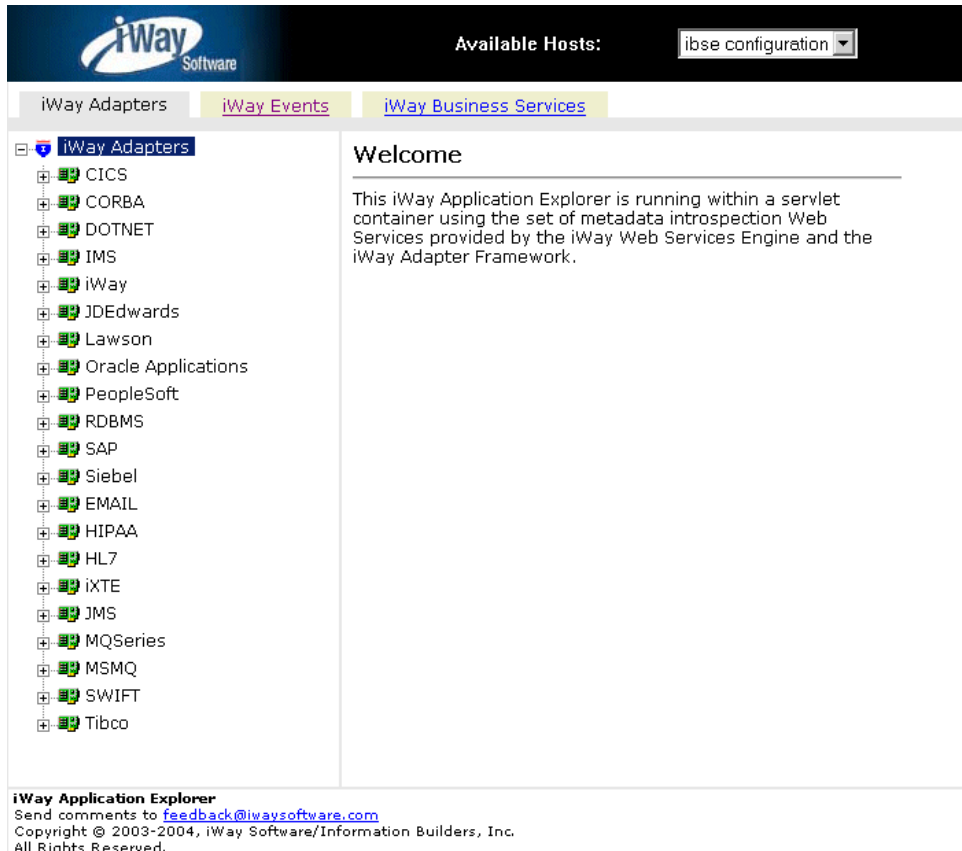 iWay
Software
Available Hosts:
ibse configuration
iWay Adapters
iWay Events
iWay Business Services
iWay Adapters
CICS
CORBA
DOTNET
IMS
iWay
JDEdwards
Lawson
Oracle Applications
PeopleSoft
RDBMS
SAP
Siebel
EMAIL
HIPAA
HL7
iXTE
JMS
MQSeries
MSMQ
SWIFT
Tibco
Welcome
This iWay Application Explorer is running within a servlet
container using the set of metadata introspection Web
Services provided by the iWay Web Services Engine and the
iWay Adapter Framework.
iWay Application Explorer
Send comments to feedback@iwaysoftware.com
Copyright © 2003-2004, iWay Software/Information Builders, Inc.
All Rights Reserved.